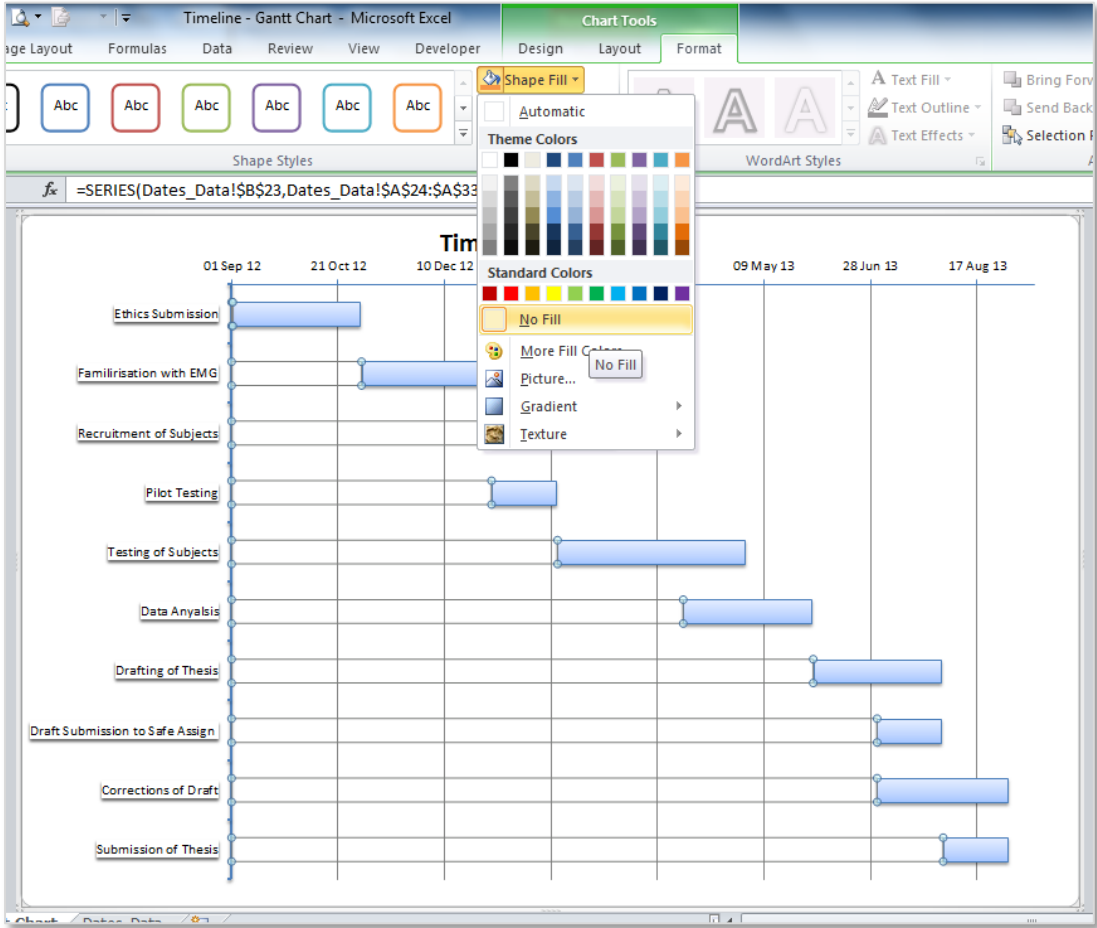 Timeline - Gantt Chart - Microsoft Excel
Chart Tools
age Layout Formulas Data Review View Developer Design Layout Format
Abc Abc Abc Abc Abc Abc
Shape Fill
Text Fill
Text Outline
Text Effects
Bring Forw
Send Back
Selection P
Shape Styles
WordArt Styles
Automatic
Theme Colors
Standard Colors
No Fill
More Fill Colors...
No Fill
Picture...
Gradient
Texture
fx =SERIES(Dates_Data!$B$23,Dates_Data!$A$24:$A$33
Tim
01 Sep 12 21 Oct 12 10 Dec 12 09 May 13 28 Jun 13 17 Aug 13
Ethics Submission
Familirisation with EMG
Recruitment of Subjects
Pilot Testing
Testing of Subjects
Data Anyalsis
Drafting of Thesis
Draft Submission to Safe Assign
Corrections of Draft
Submission of Thesis
Chart Dates_Data